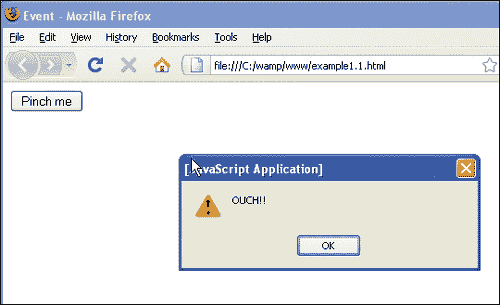 Event - Mozilla Firefox
File Edit View History Bookmarks Tools Help
file:///C:/wamp/www/example1.1.html
Pinch me
[JavaScript Application]
OUCH!!
OK